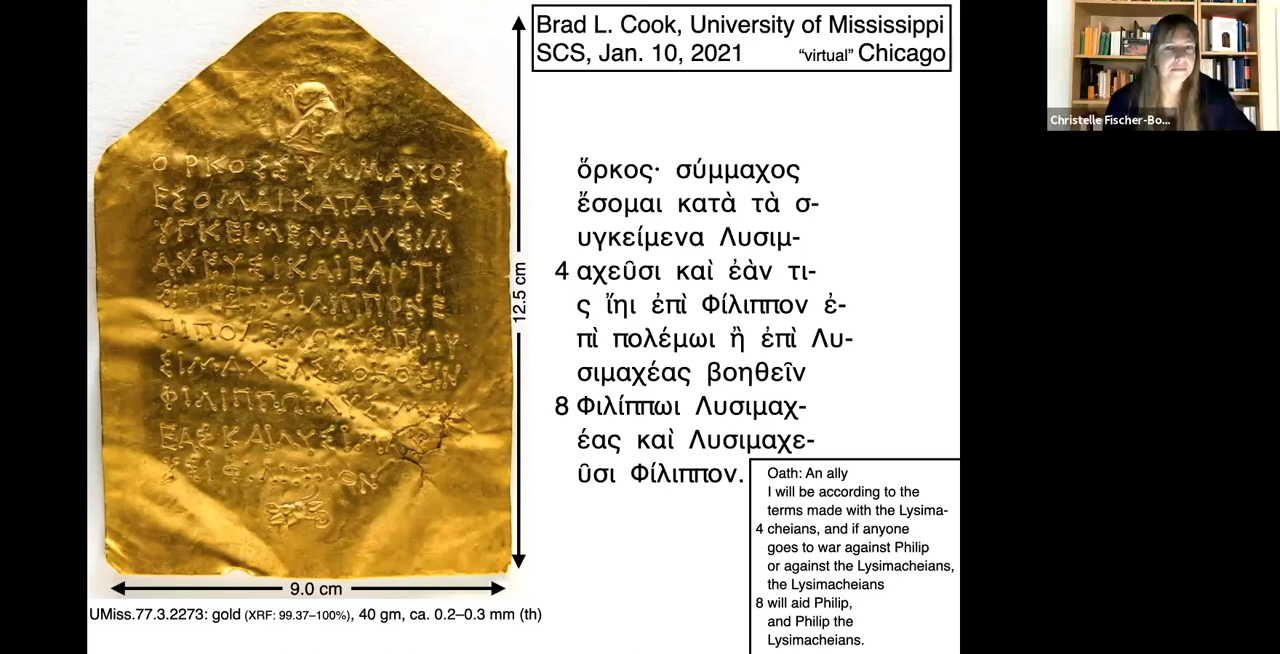 Brad L. Cook, University of Mississippi
SCS, Jan. 10, 2021 “virtual” Chicago
Christelle Fischer-Bo...
ΟΡΚΟΣΣΥΜΜΑΧΟΣ
ΕΣΟΜΑΙΚΑΤΑΤΑΣ
ΥΓΚΕΙΜΕΝΑΛΥΣΙΜ
ΑΧΕΥΣΙΚΑΙΕΑΝΤΙ
ΦΙΛΙΠΠΟΝΕ
12.5 cm
ὅρκος· σύμμαχος
ἔσομαι κατὰ τὰ σ-
υγκείμενα Λυσιμ-
4 αχεῦσι καὶ ἐὰν τι-
ς ἴηι ἐπὶ Φίλιππον ἐ-
πὶ πολέμωι ἢ ἐπὶ Λυ-
σιμαχέας βοηθεῖν
8 Φιλίππωι Λυσιμαχ-
έας καὶ Λυσιμαχε-
ῦσι Φίλιππον.
Oath: An ally
I will be according to the
terms made with the Lysima-
4 cheians, and if anyone
goes to war against Philip
or against the Lysimacheians,
the Lysimacheians
8 will aid Philip,
and Philip the
Lysimacheians.
9.0 cm
UMiss.77.3.2273: gold (XRF: 99.37–100%), 40 gm, ca. 0.2–0.3 mm (th)